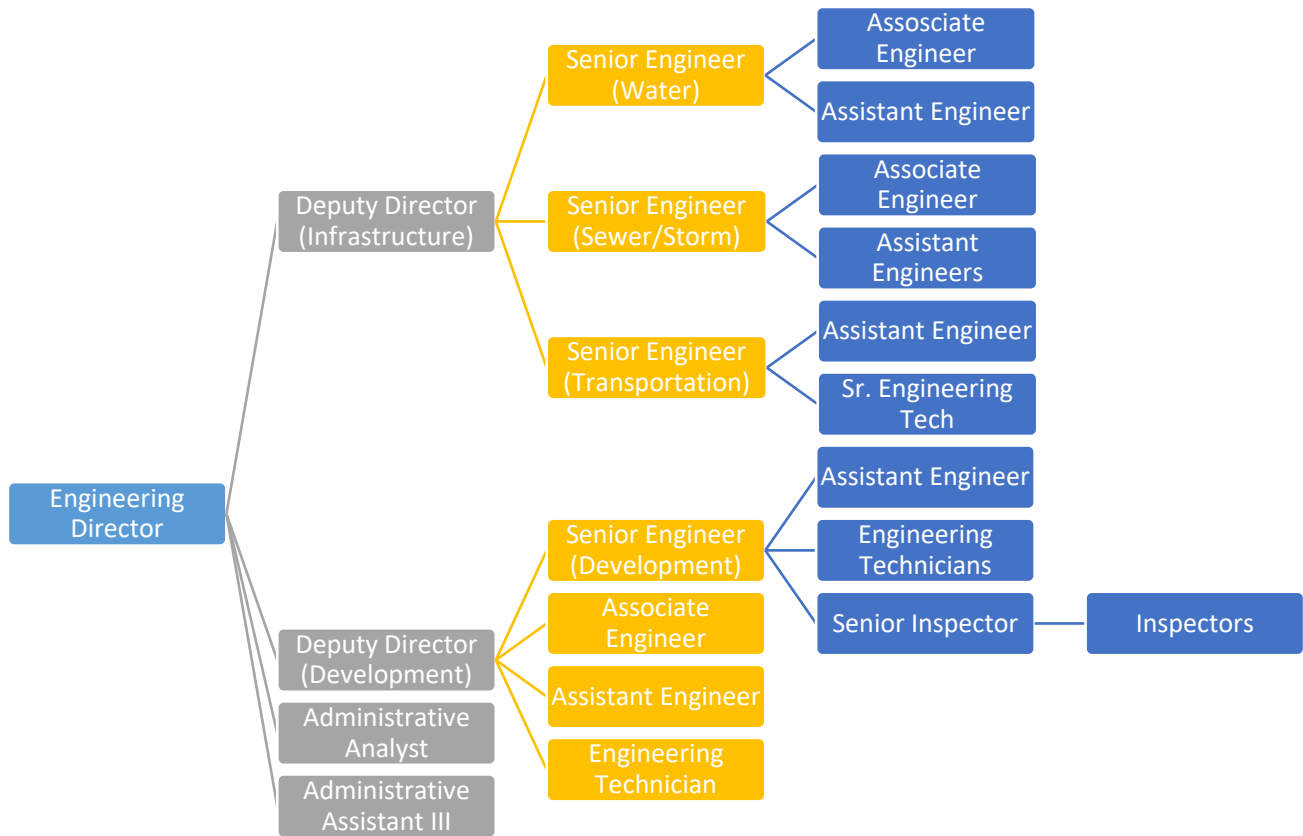 Engineering
Director
Deputy Director
(Infrastructure)
Senior Engineer
(Water)
Assosciate
Engineer
Assistant Engineer
Senior Engineer
(Sewer/Storm)
Associate
Engineer
Assistant
Engineers
Senior Engineer
(Transportation)
Assistant Engineer
Sr. Engineering
Tech
Deputy Director
(Development)
Senior Engineer
(Development)
Assistant Engineer
Engineering
Technicians
Senior Inspector
Inspectors
Associate
Engineer
Assistant Engineer
Engineering
Technician
Administrative
Analyst
Administrative
Assistant III